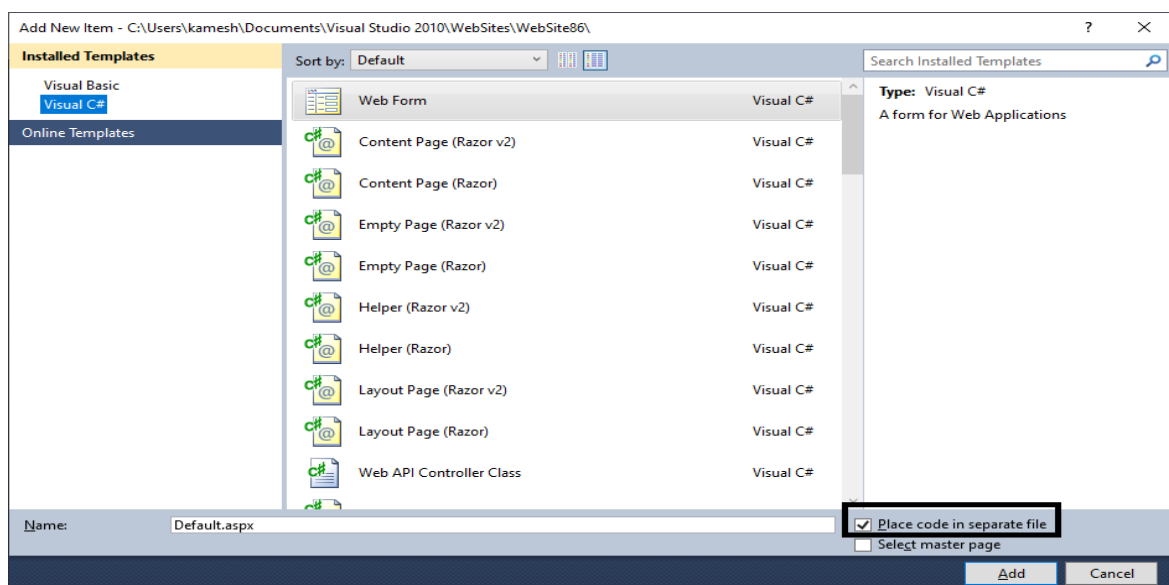 Add New Item - C:\Users\kamesh\Documents\Visual Studio 2010\WebSites\WebSite86\
?
Installed Templates
Visual Basic
Visual C#
Online Templates
Sort by: Default
Search Installed Templates
Web Form Visual C#
Content Page (Razor v2) Visual C#
Content Page (Razor) Visual C#
Empty Page (Razor v2) Visual C#
Empty Page (Razor) Visual C#
Helper (Razor v2) Visual C#
Helper (Razor) Visual C#
Layout Page (Razor v2) Visual C#
Layout Page (Razor) Visual C#
Web API Controller Class Visual C#
Type: Visual C#
A form for Web Applications
Name: Default.aspx
Place code in separate file
Select master page
Add Cancel